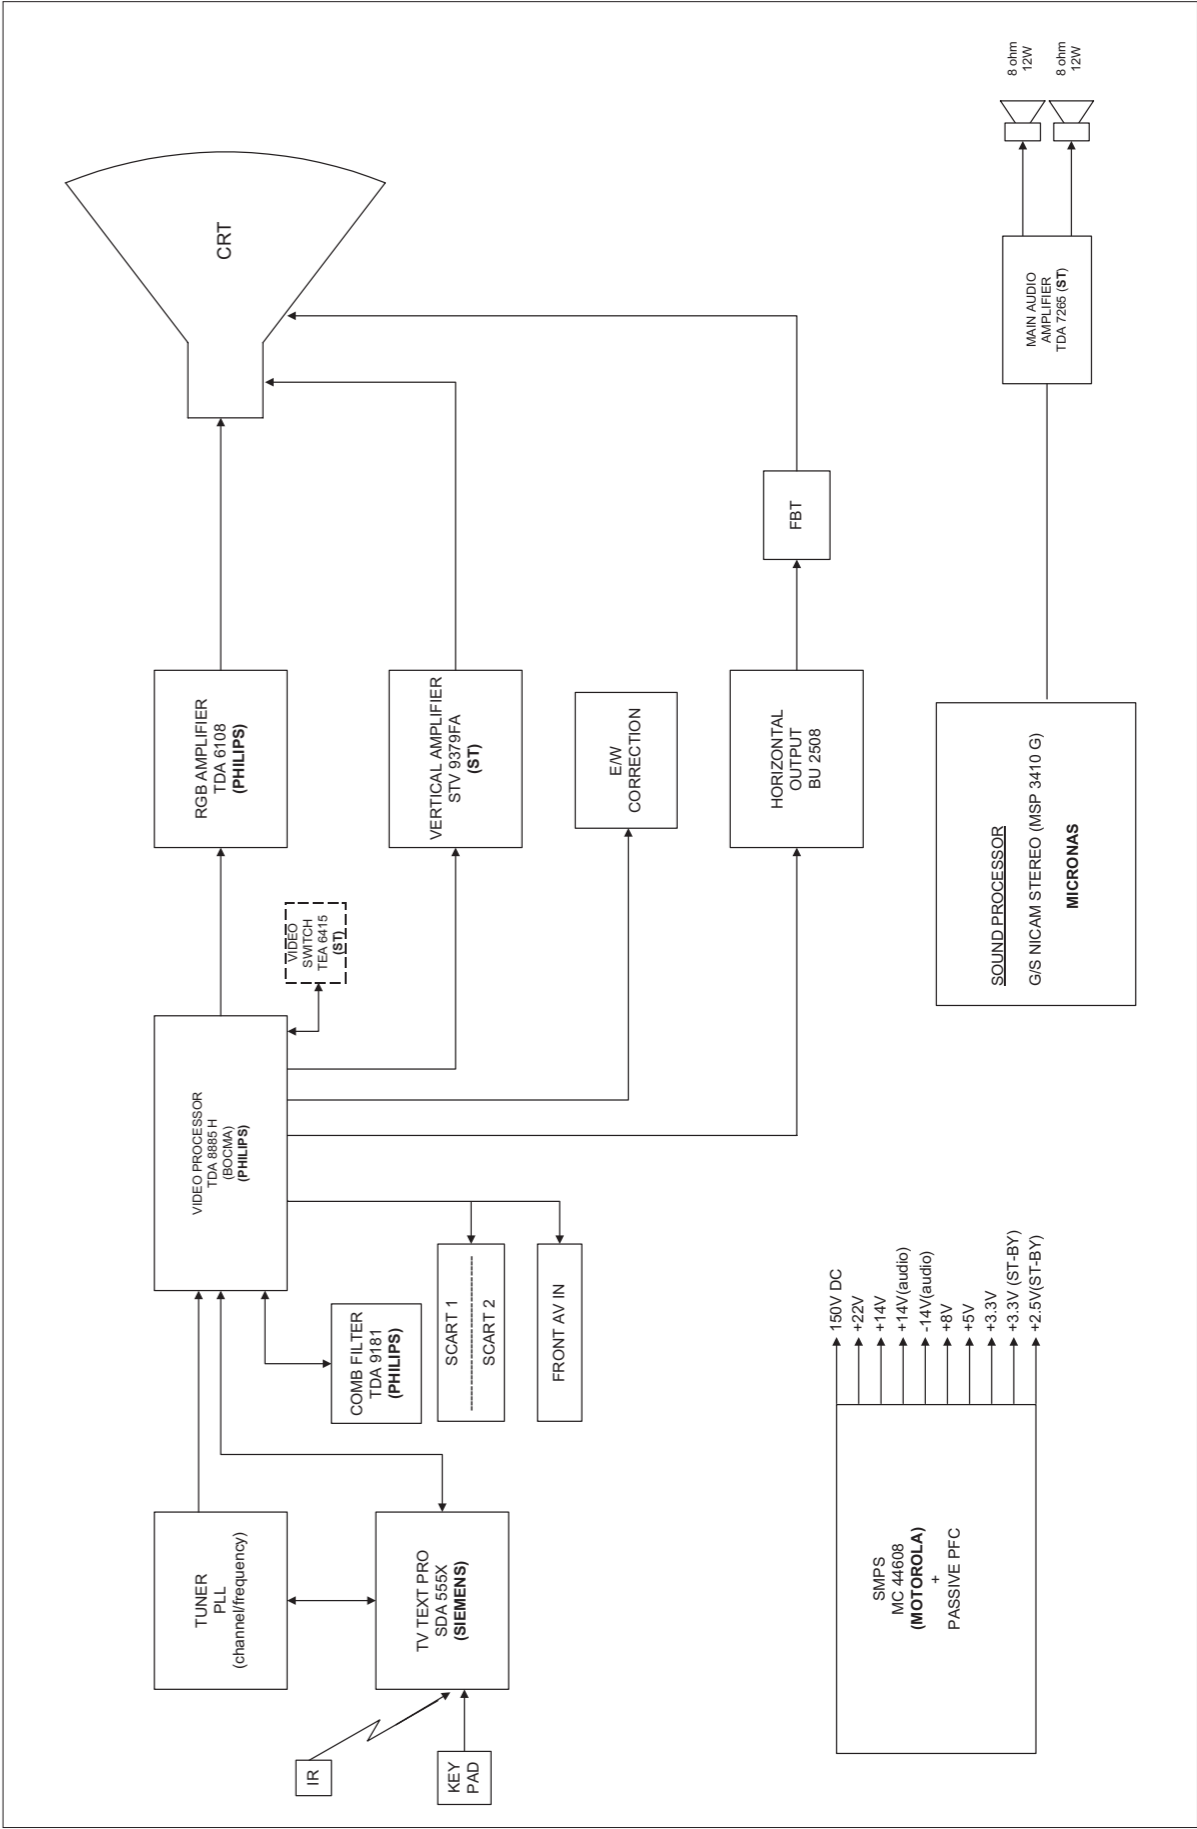 TUNER
PLL
(channel/frequency)
VIDEO PROCESSOR
TDA 8885 H
(BOCMA)
(PHILIPS)
RGB AMPLIFIER
TDA 6108
(PHILIPS)
CRT
IR
KEY
PAD
TV TEXT PRO
SDA 555X
(SIEMENS)
COMB FILTER
TDA 9181
(PHILIPS)
SCART 1
SCART 2
FRONT AV IN
VIDEO
SWITCH
TEA 6415
(ST)
VERTICAL AMPLIFIER
STV 9379FA
(ST)
E/W
CORRECTION
HORIZONTAL
OUTPUT
BU 2508
FBT
SMPS
MC 44608
(MOTOROLA)
+
PASSIVE PFC
150V DC
+22V
+14V
+14V(audio)
-14V(audio)
+8V
+5V
+3.3V
+3.3V (ST-BY)
+2.5V(ST-BY)
SOUND PROCESSOR
G/S NICAM STEREO (MSP 3410 G)
MICRONAS
MAIN AUDIO
AMPLIFIER
TDA 7265 (ST)
8 ohm
12W
8 ohm
12W